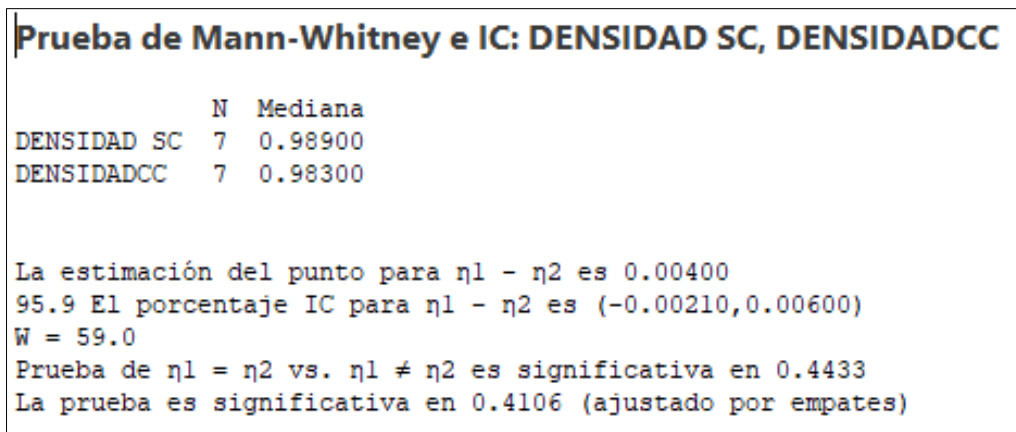 Prueba de Mann-Whitney e IC: DENSIDAD SC, DENSIDADCC
N Mediana
DENSIDAD SC 7 0.98900
DENSIDADCC 7 0.98300
La estimación del punto para η1 - η2 es 0.00400
95.9 El porcentaje IC para η1 - η2 es (-0.00210,0.00600)
W = 59.0
Prueba de η1 = η2 vs. η1 ≠ η2 es significativa en 0.4433
La prueba es significativa en 0.4106 (ajustado por empates)